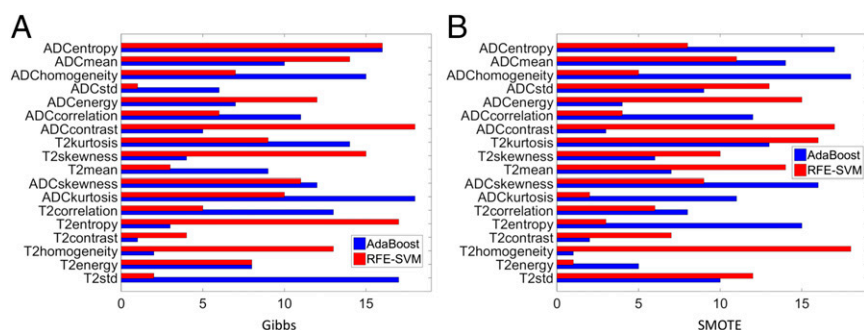 A
ADCentropy
ADCmean
ADChomogeneity
ADCstd
ADCenergy
ADCcorrelation
ADCcontrast
T2kurtosis
T2skewness
T2mean
ADCskewness
ADCkurtosis
T2correlation
T2entropy
T2contrast
T2homogeneity
T2energy
T2std
0 5 10 15
Gibbs
AdaBoost
RFE-SVM
B
ADCentropy
ADCmean
ADChomogeneity
ADCstd
ADCenergy
ADCcorrelation
ADCcontrast
T2kurtosis
T2skewness
T2mean
ADCskewness
ADCkurtosis
T2correlation
T2entropy
T2contrast
T2homogeneity
T2energy
T2std
0 5 10 15
SMOTE
AdaBoost
RFE-SVM